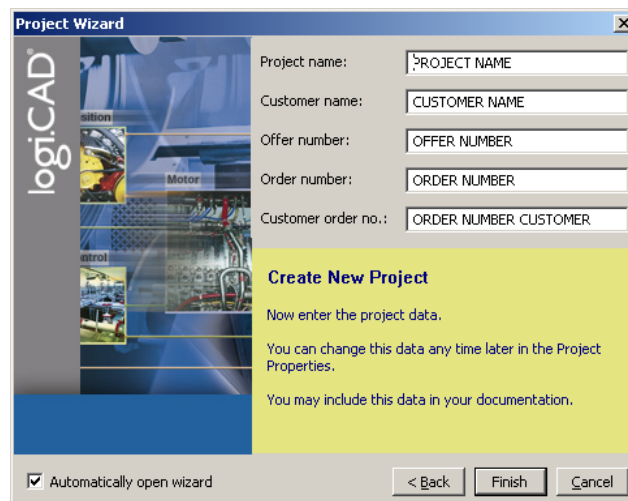 Project Wizard
logi.CAD
Project name: PROJECT NAME
Customer name: CUSTOMER NAME
Offer number: OFFER NUMBER
Order number: ORDER NUMBER
Customer order no.: ORDER NUMBER CUSTOMER
sition
Motor
ntrol
Create New Project
Now enter the project data.
You can change this data any time later in the Project
Properties.
You may include this data in your documentation.
Automatically open wizard
< Back
Finish
Cancel